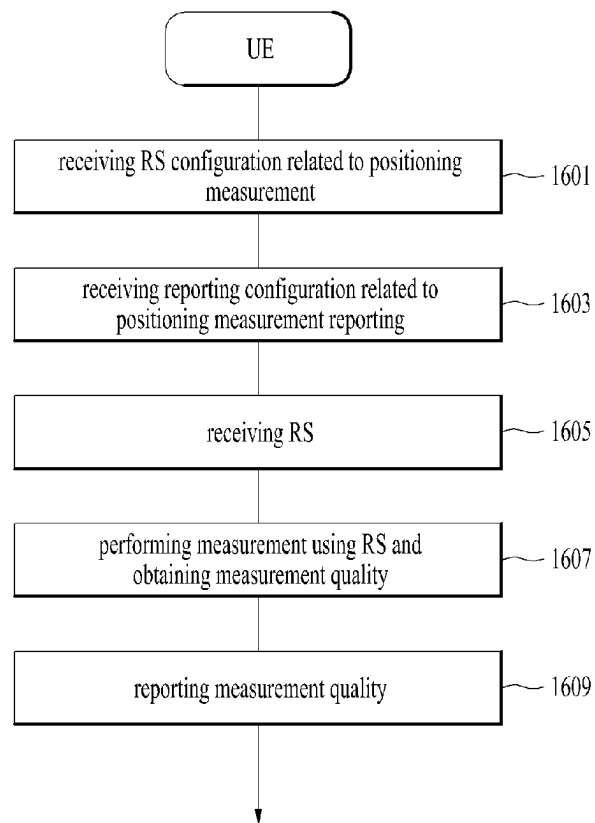 UE
receiving RS configuration related to positioning
measurement
1601
receiving reporting configuration related to
positioning measurement reporting
1603
receiving RS
1605
performing measurement using RS and
obtaining measurement quality
1607
reporting measurement quality
1609